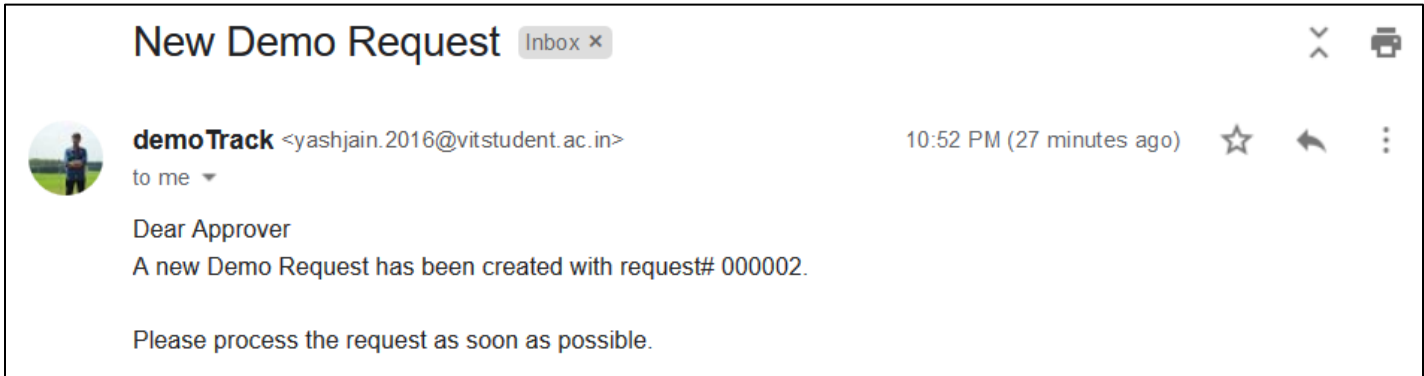 New Demo Request Inbox ×
demoTrack <yashjain.2016@vitstudent.ac.in> 10:52 PM (27 minutes ago)
to me
Dear Approver
A new Demo Request has been created with request# 000002.
Please process the request as soon as possible.